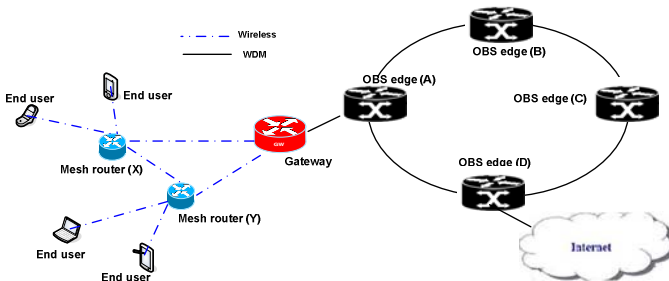 Wireless
WDM
OBS edge (B)
OBS edge (A)
End user
End user
OBS edge (C)
GW
Gateway
Mesh router (X)
OBS edge (D)
Mesh router (Y)
End user
End user
Internet